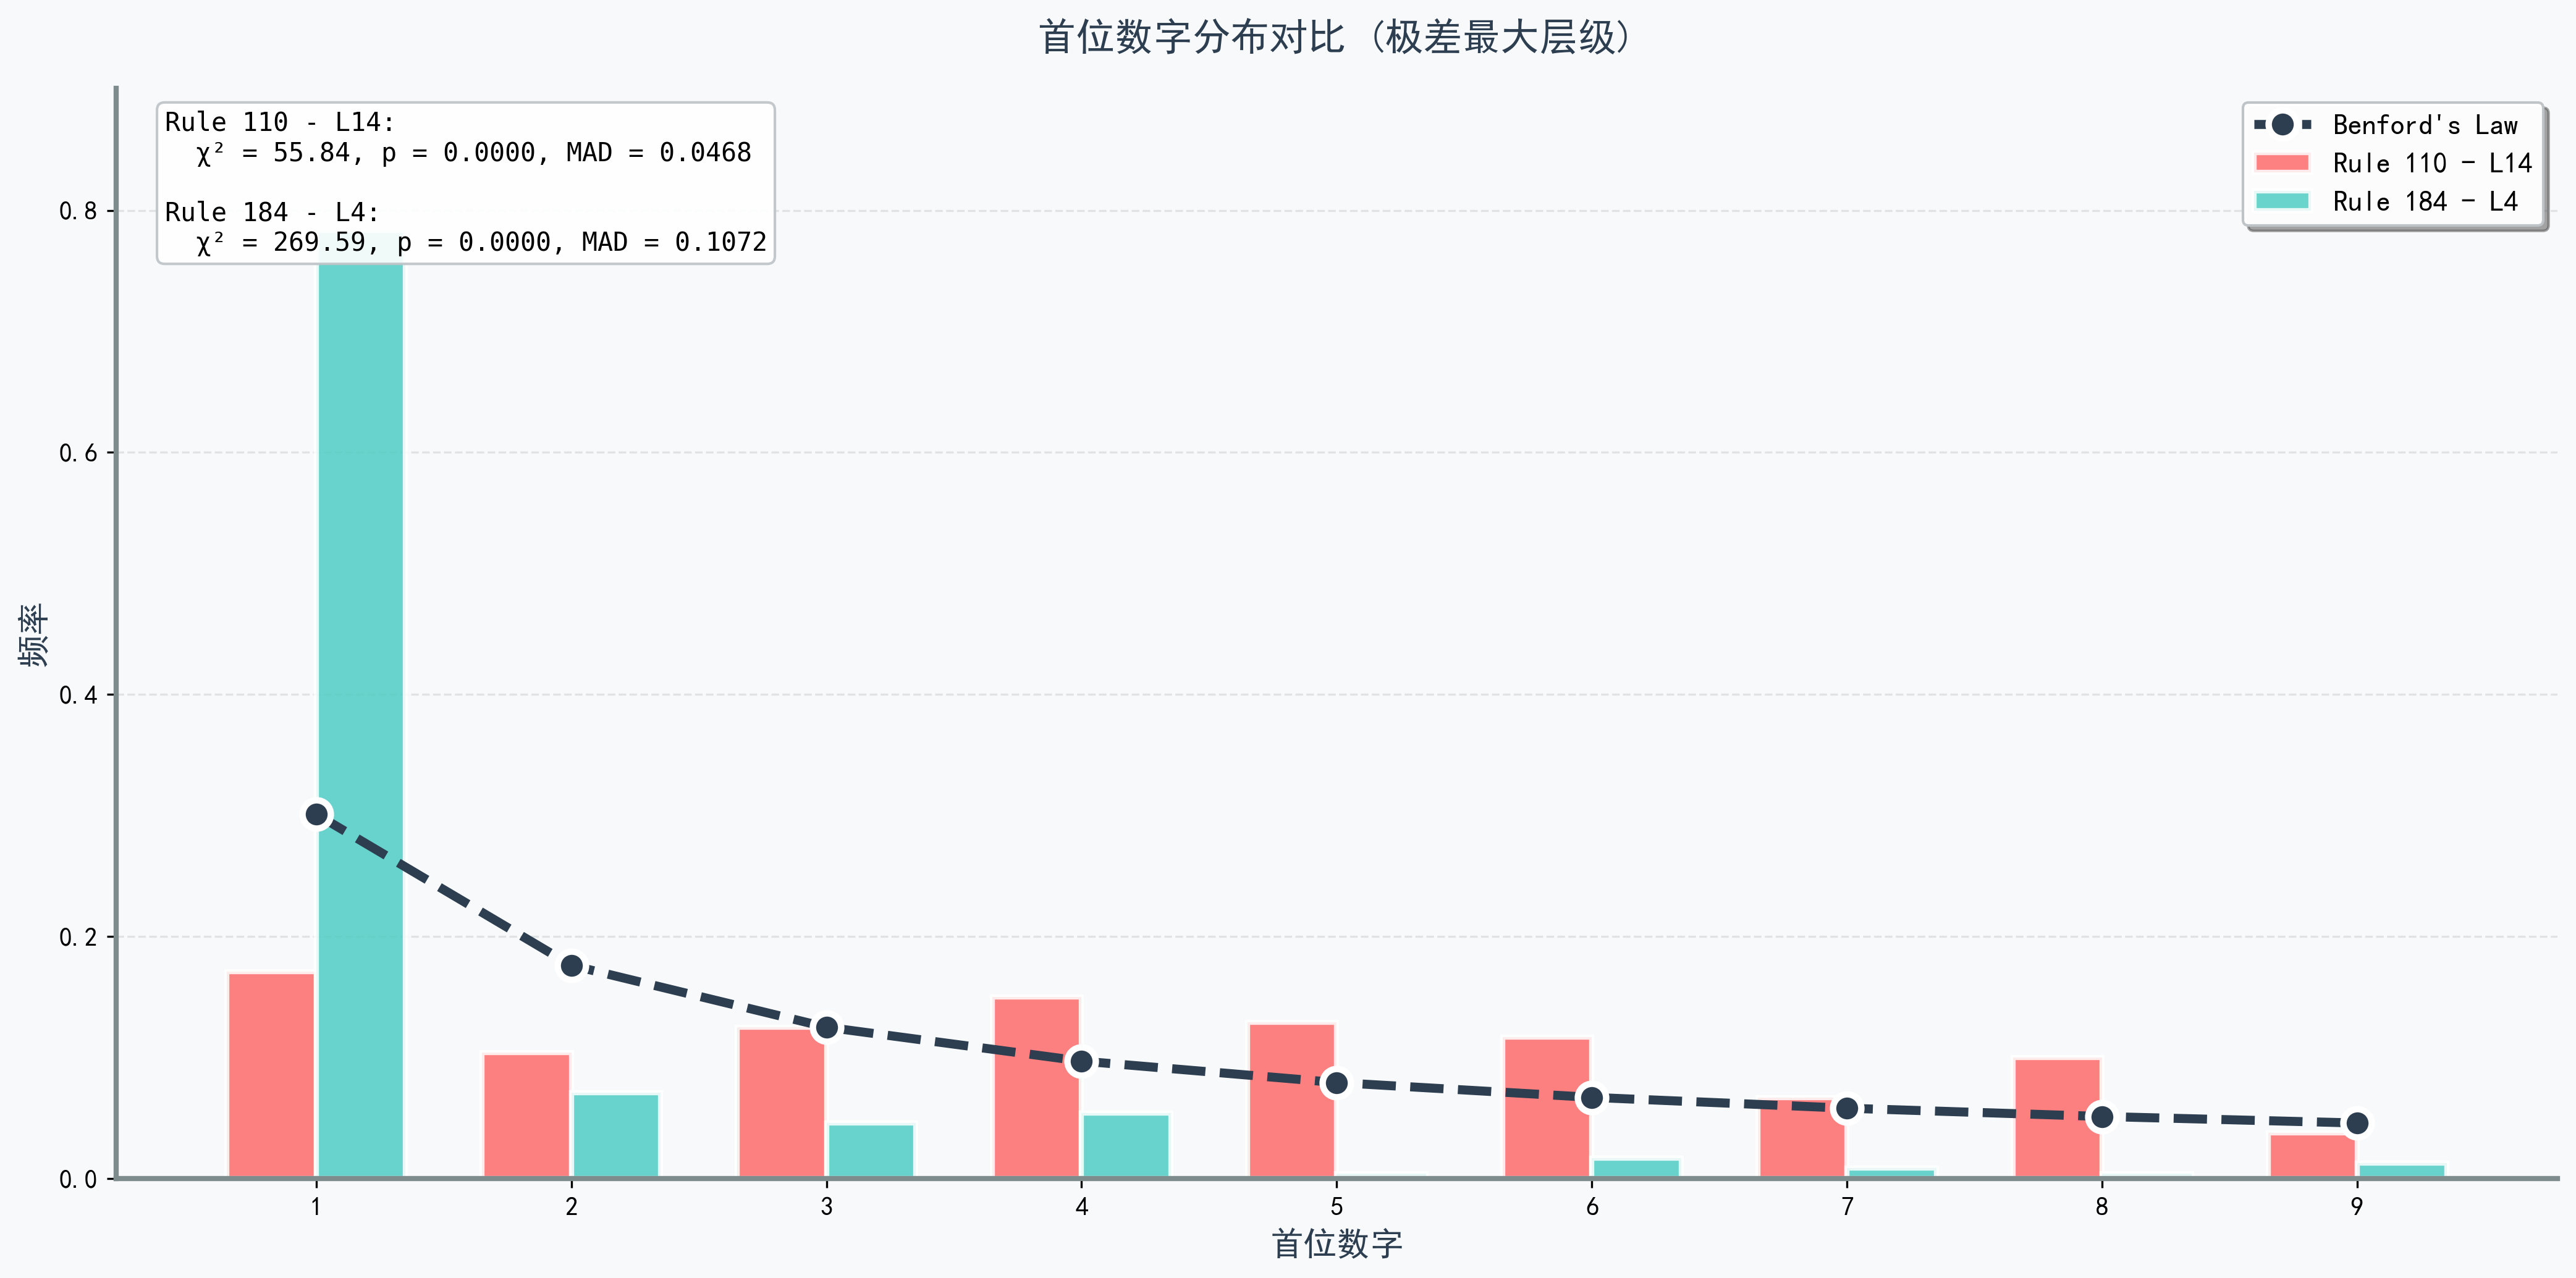 首位数字分布对比 (极差最大层级)
Rule 110 - L14:
χ² = 55.84, p = 0.0000, MAD = 0.0468
Rule 184 - L4:
χ² = 269.59, p = 0.0000, MAD = 0.1072
Benford's Law
Rule 110 - L14
Rule 184 - L4
频率
0.8
0.6
0.4
0.2
0.0
1 2 3 4 5 6 7 8 9
首位数字